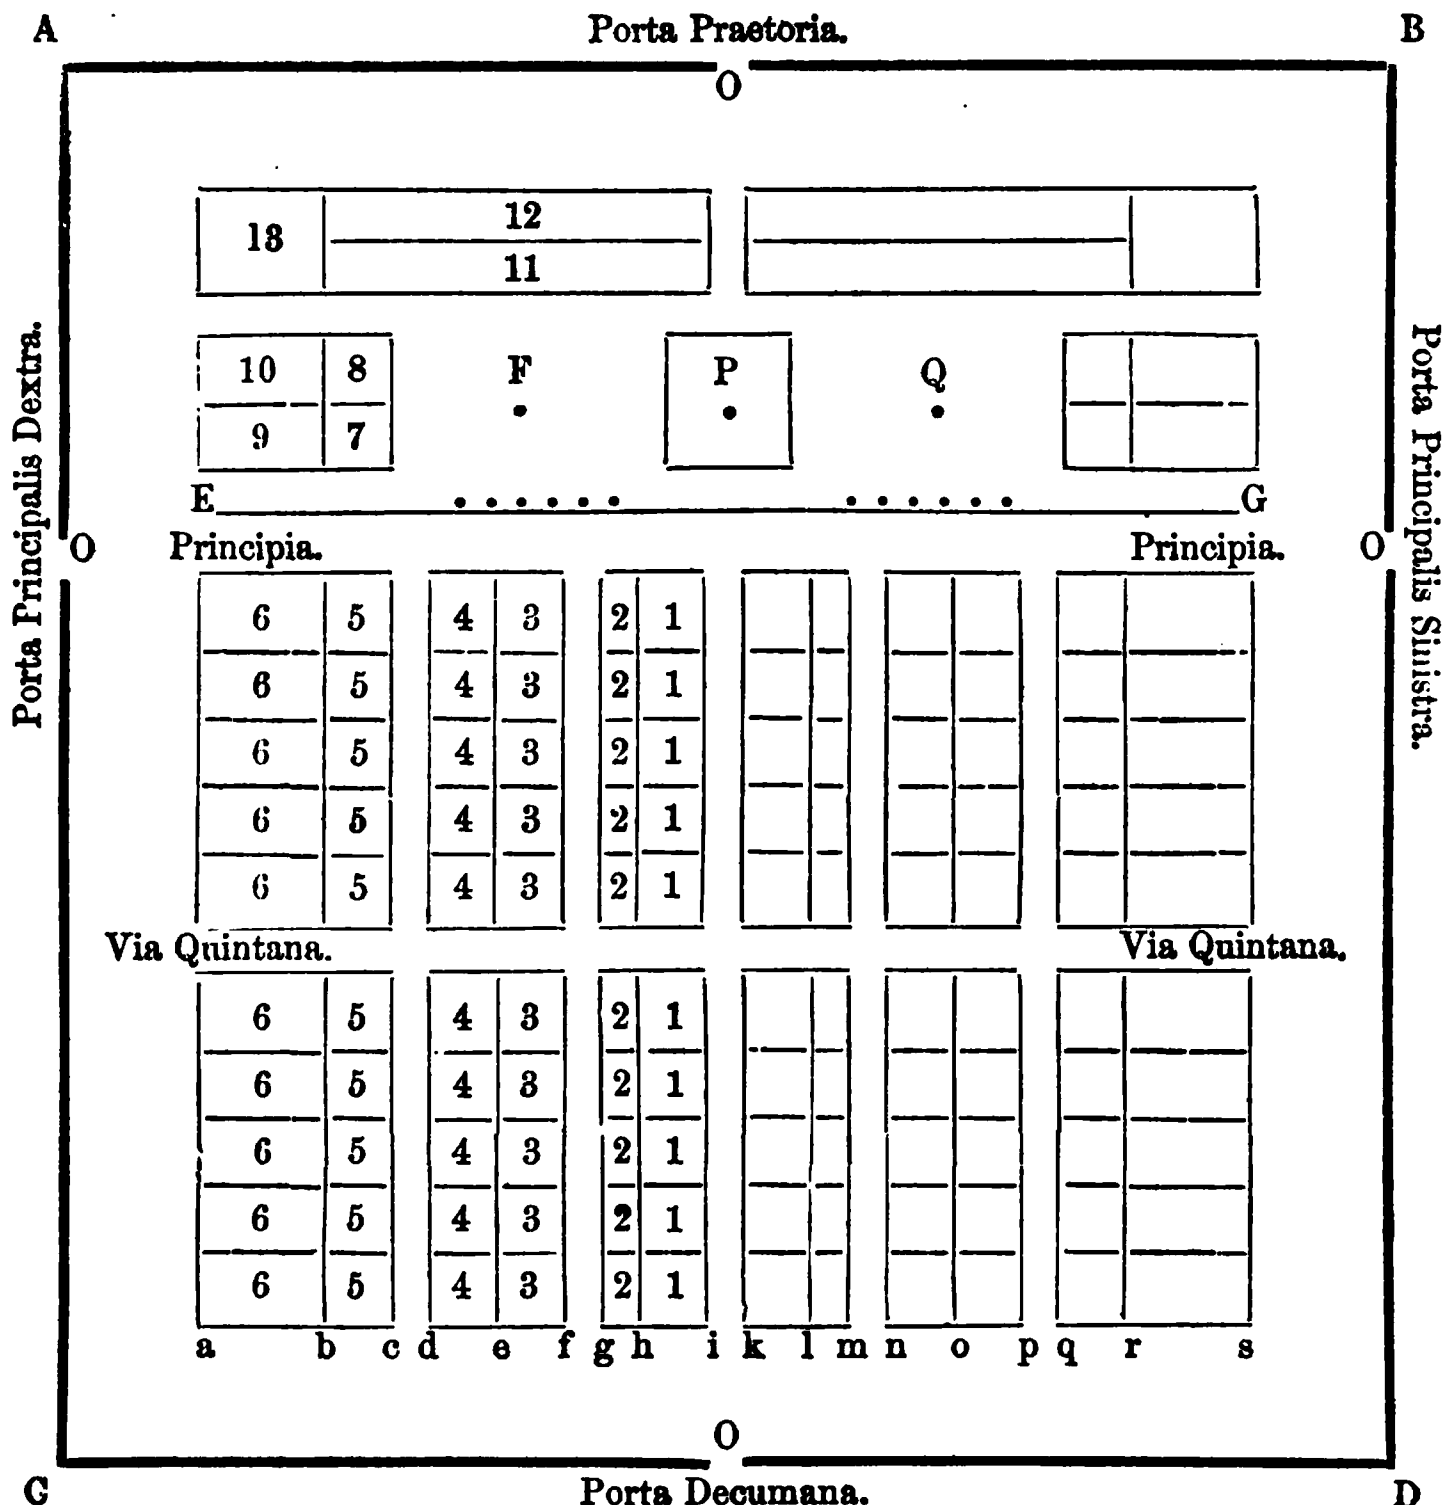 A Porta Praetoria. B
O
12
13
11
10 8 F P Q
9 7
E G
O Principia. Principia. O
Porta Principalis Dextra.
Porta Principalis Sinistra.
6 5 4 3 2 1
6 5 4 3 2 1
6 5 4 3 2 1
6 5 4 3 2 1
6 5 4 3 2 1
Via Quintana. Via Quintana.
6 5 4 3 2 1
6 5 4 3 2 1
6 5 4 3 2 1
6 5 4 3 2 1
6 5 4 3 2 1
a b c d e f g h i k l m n o p q r s
O
C Porta Decumana. D